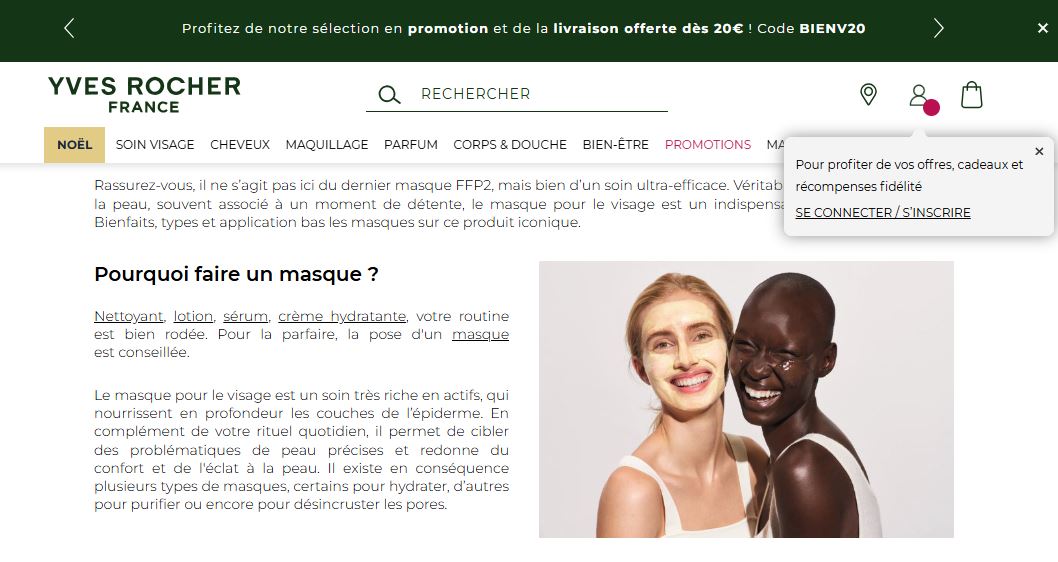 Profitez de notre sélection en promotion et de la livraison offerte dès 20€ ! Code BIENV20
YVES ROCHER
FRANCE
RECHERCHER
NOËL SOIN VISAGE CHEVEUX MAQUILLAGE PARFUM CORPS & DOUCHE BIEN-ÊTRE PROMOTIONS
Pour profiter de vos offres, cadeaux et
récompenses fidélité
SE CONNECTER / S'INSCRIRE
Rassurez-vous, il ne s’agit pas ici du dernier masque FFP2, mais bien d’un soin ultra-efficace.
la peau, souvent associé à un moment de détente, le masque pour le visage est un
Bienfaits, types et application bas les masques sur ce produit iconique.
Pourquoi faire un masque ?
Nettoyant, lotion, sérum, crème hydratante, votre routine
est bien rodée. Pour la parfaire, la pose d'un masque
est conseillée.
Le masque pour le visage est un soin très riche en actifs, qui
nourrissent en profondeur les couches de l’épiderme. En
complément de votre rituel quotidien, il permet de cibler
des problématiques de peau précises et redonne du
confort et de l'éclat à la peau. Il existe en conséquence
plusieurs types de masques, certains pour hydrater, d’autres
pour purifier ou encore pour désincruster les pores.